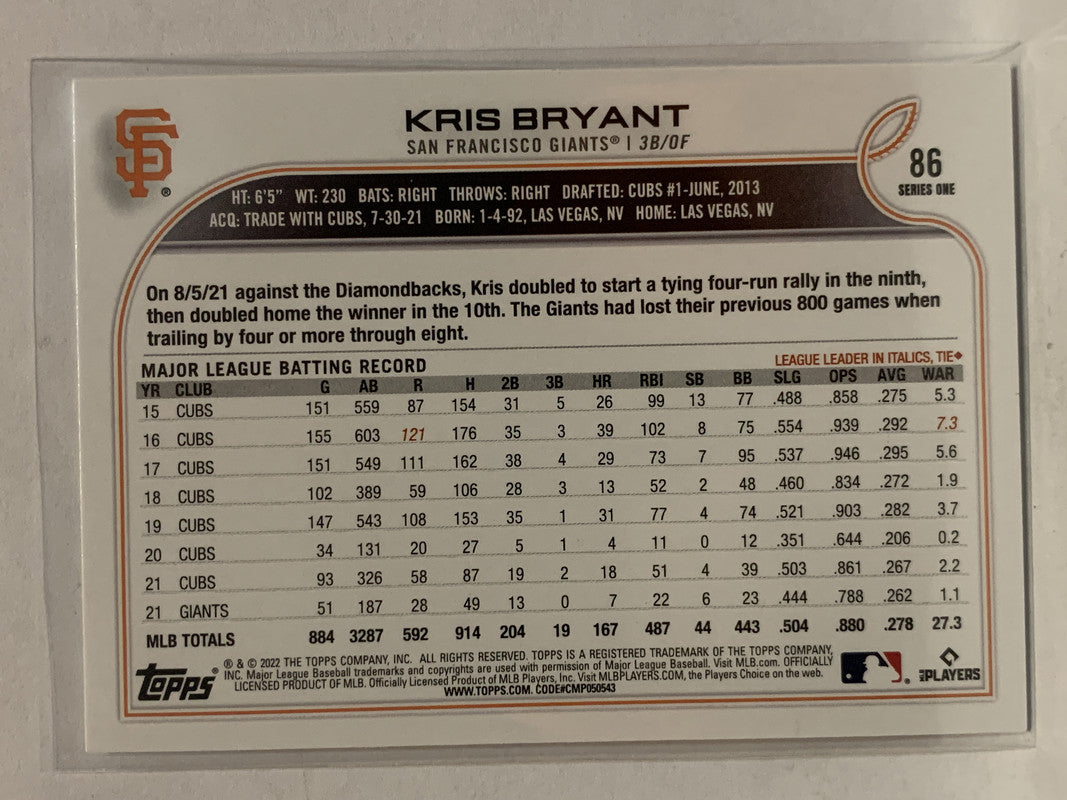 SF®
KRIS BRYANT
SAN FRANCISCO GIANTS® | 3B/OF
86
SERIES ONE
HT: 6'5" WT: 230 BATS: RIGHT THROWS: RIGHT DRAFTED: CUBS #1-JUNE, 2013
ACQ: TRADE WITH CUBS, 7-30-21 BORN: 1-4-92, LAS VEGAS, NV HOME: LAS VEGAS, NV
On 8/5/21 against the Diamondbacks, Kris doubled to start a tying four-run rally in the ninth,
then doubled home the winner in the 10th. The Giants had lost their previous 800 games when
trailing by four or more through eight.
MAJOR LEAGUE BATTING RECORD LEAGUE LEADER IN ITALICS, TIE◆
YR CLUB G AB R H 2B 3B HR RBI SB BB SLG OPS AVG WAR
15 CUBS 151 559 87 154 31 5 26 99 13 77 .488 .858 .275 5.3
16 CUBS 155 603 121 176 35 3 39 102 8 75 .554 .939 .292 7.3
17 CUBS 151 549 111 162 38 4 29 73 7 95 .537 .946 .295 5.6
18 CUBS 102 389 59 106 28 3 13 52 2 48 .460 .834 .272 1.9
19 CUBS 147 543 108 153 35 1 31 77 4 74 .521 .903 .282 3.7
20 CUBS 34 131 20 27 5 1 4 11 0 12 .351 .644 .206 0.2
21 CUBS 93 326 58 87 19 2 18 51 4 39 .503 .861 .267 2.2
21 GIANTS 51 187 28 49 13 0 7 22 6 23 .444 .788 .262 1.1
MLB TOTALS 884 3287 592 914 204 19 167 487 44 443 .504 .880 .278 27.3
Topps®
® & © 2022 THE TOPPS COMPANY, INC. ALL RIGHTS RESERVED. TOPPS IS A REGISTERED TRADEMARK OF THE TOPPS COMPANY,
INC. Major League Baseball trademarks and copyrights are used with permission of Major League Baseball. Visit MLB.com. OFFICIALLY
LICENSED PRODUCT OF MLB. Officially Licensed Product of MLB Players, Inc. Visit MLBPLAYERS.COM, the Players Choice on the web.
WWW.TOPPS.COM. CODE#CMP050543
MLB PLAYERS